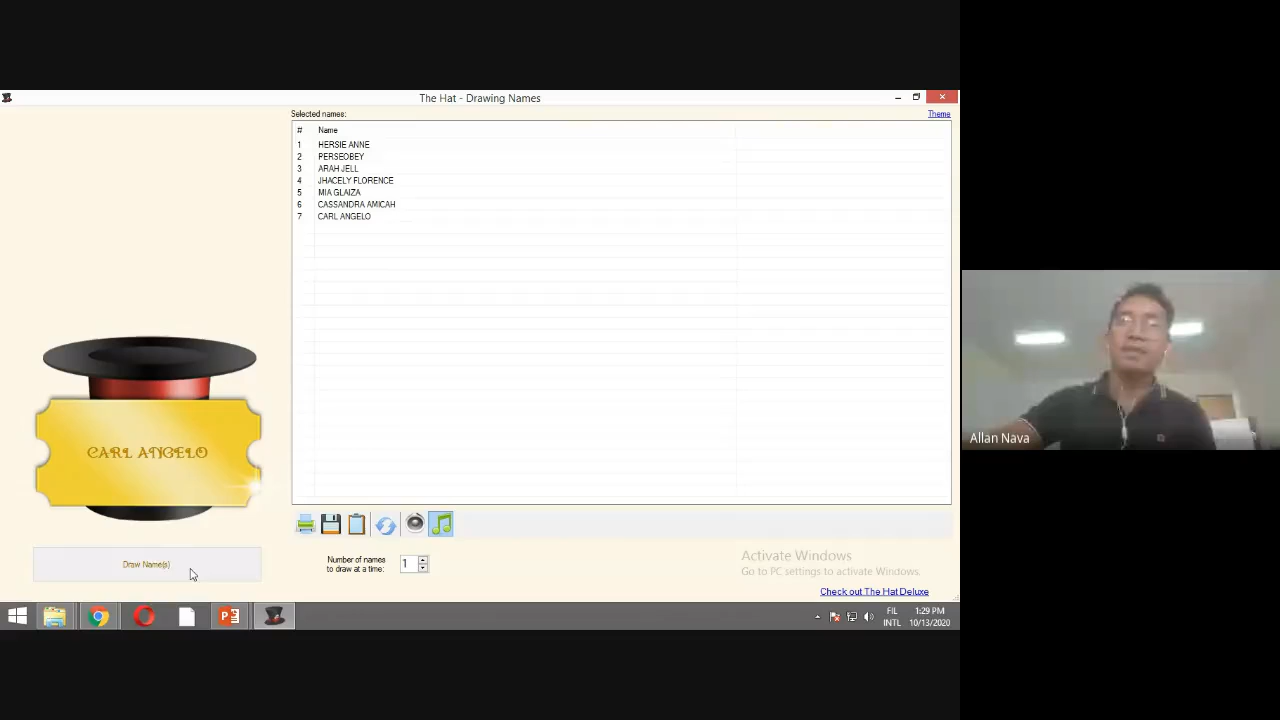 The Hat - Drawing Names
Selected names:
Theme
# Name
1 HERSIE ANNE
2 PERSEOBEY
3 ARAH JELL
4 JHACELY FLORENCE
5 MIA GLAIZA
6 CASSANDRA AMICAH
7 CARL ANGELO
CARL ANGELO
Draw Name(s)
Number of names
to draw at a time:
1
Activate Windows
Go to PC settings to activate Windows.
Check out The Hat Deluxe
FIL
INTL
1:29 PM
10/13/2020
Allan Nava